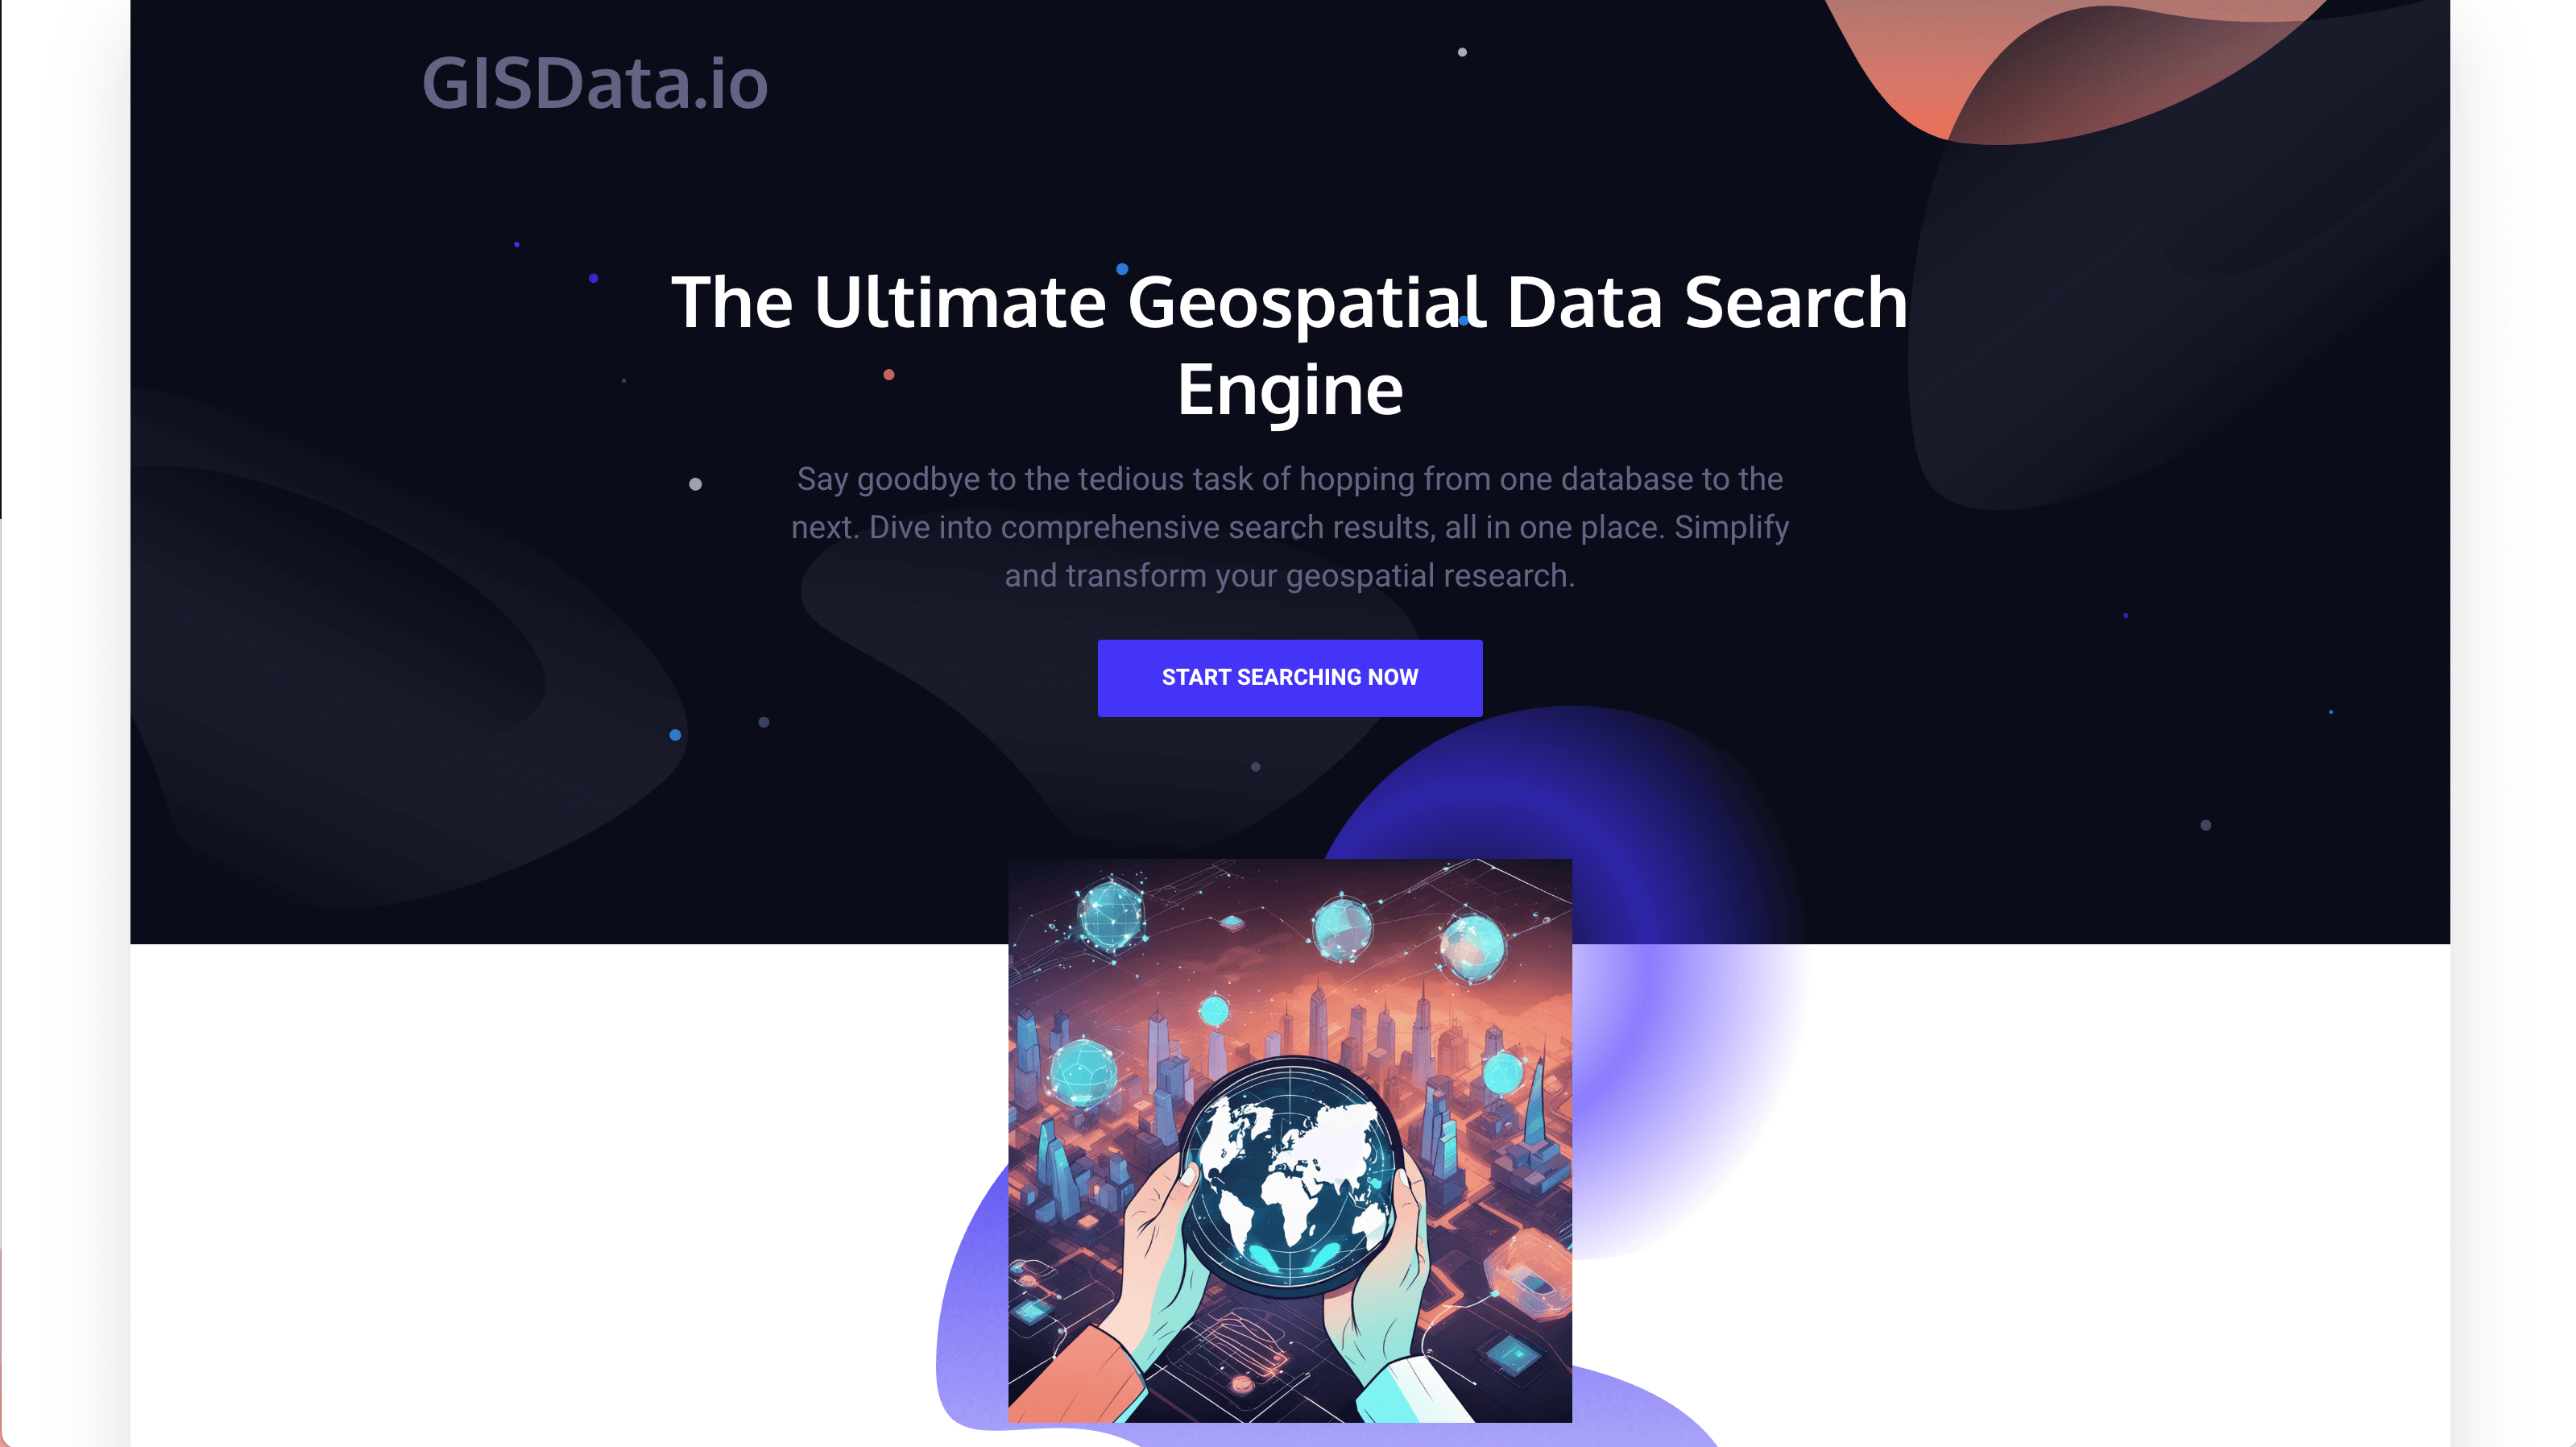 GISData.io
The Ultimate Geospatial Data Search
Engine
Say goodbye to the tedious task of hopping from one database to the
next. Dive into comprehensive search results, all in one place. Simplify
and transform your geospatial research.
START SEARCHING NOW